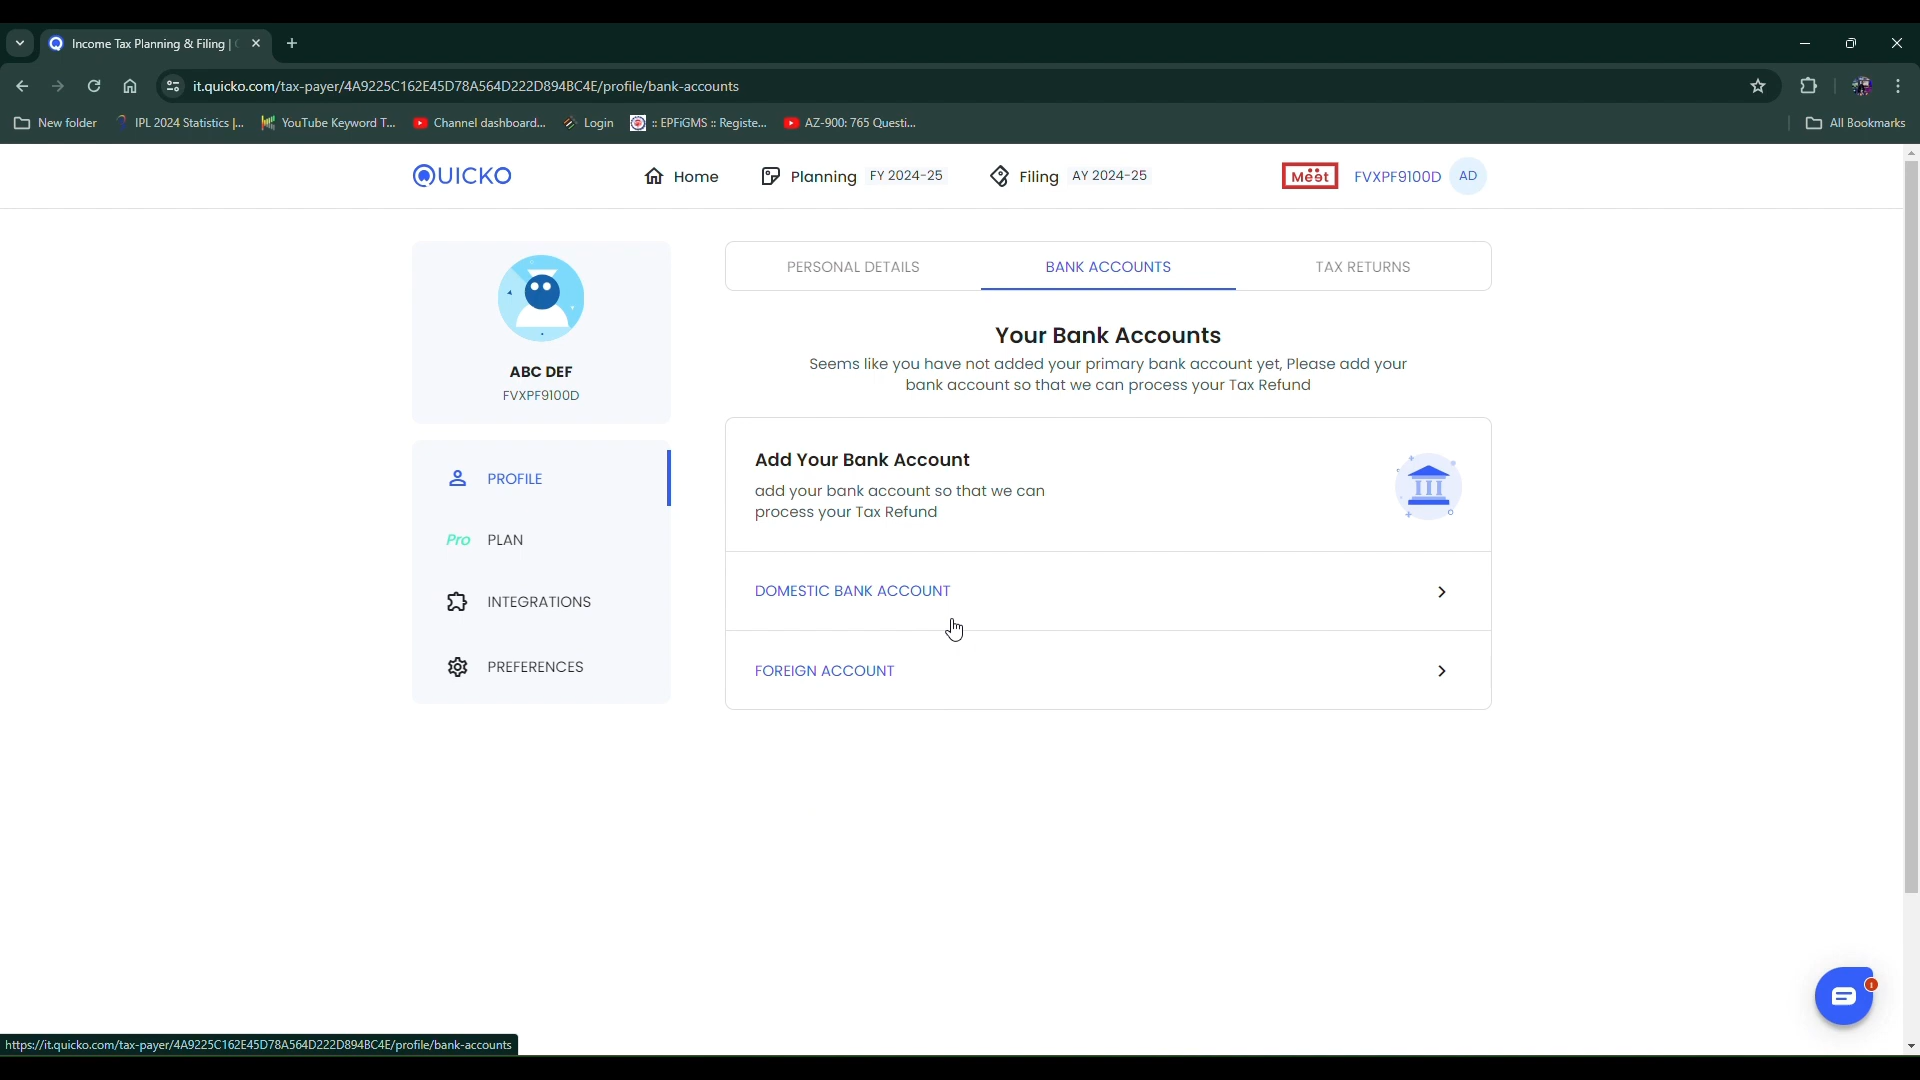 Income Tax Planning & Filing |
it.quicko.com/tax-payer/4A9225C162E45D78A564D222D894BC4E/profile/bank-accounts
New folder
IPL 2024 Statistics |...
YouTube Keyword T...
Channel dashboard...
Login
:: EPFiGMS :: Registe...
AZ-900: 765 Questi...
All Bookmarks
QUICKO
Home
Planning FY 2024-25
Filing AY 2024-25
Meet
FVXPF9100D
AD
ABC DEF
FVXPF9100D
PROFILE
Pro PLAN
INTEGRATIONS
PREFERENCES
PERSONAL DETAILS
BANK ACCOUNTS
TAX RETURNS
Your Bank Accounts
Seems like you have not added your primary bank account yet, Please add your
bank account so that we can process your Tax Refund
Add Your Bank Account
add your bank account so that we can
process your Tax Refund
DOMESTIC BANK ACCOUNT
FOREIGN ACCOUNT
1
https://it.quicko.com/tax-payer/4A9225C162E45D78A564D222D894BC4E/profile/bank-accounts